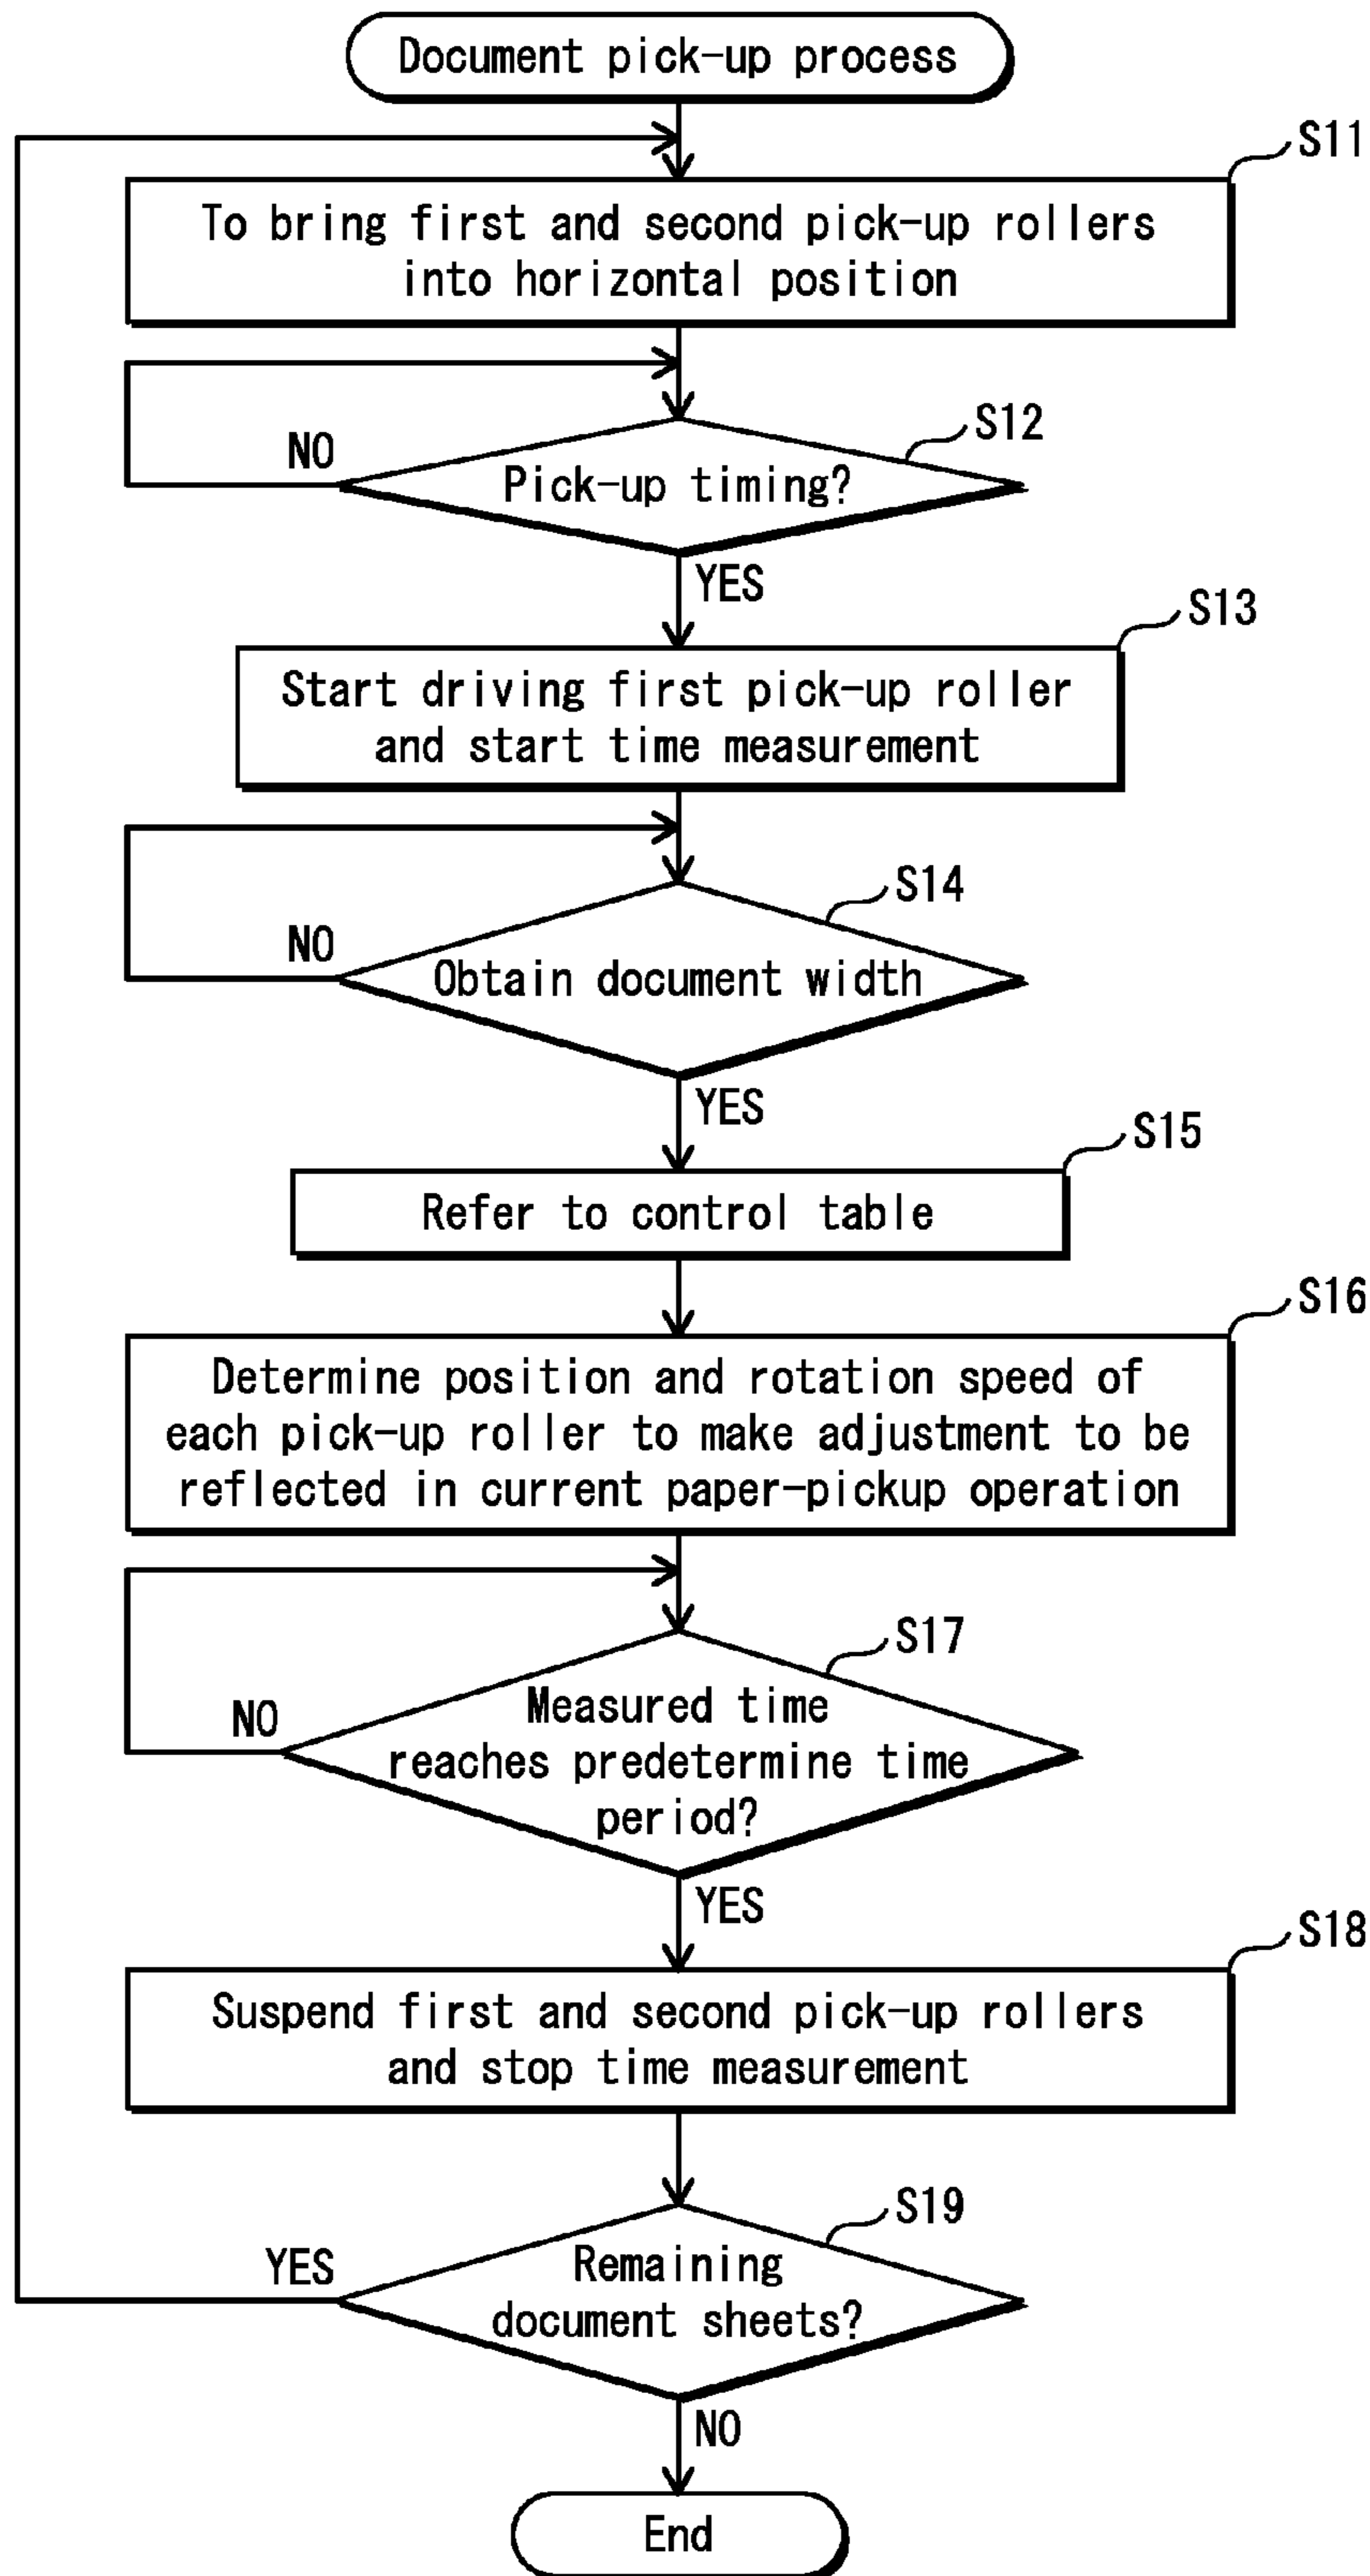 Document pick-up process
S11
To bring first and second pick-up rollers
into horizontal position
S12
NO
Pick-up timing?
YES
S13
Start driving first pick-up roller
and start time measurement
S14
NO
Obtain document width
YES
S15
Refer to control table
S16
Determine position and rotation speed of
each pick-up roller to make adjustment to be
reflected in current paper-pickup operation
S17
NO
Measured time
reaches predetermine time
period?
YES
S18
Suspend first and second pick-up rollers
and stop time measurement
S19
YES
Remaining
document sheets?
NO
End